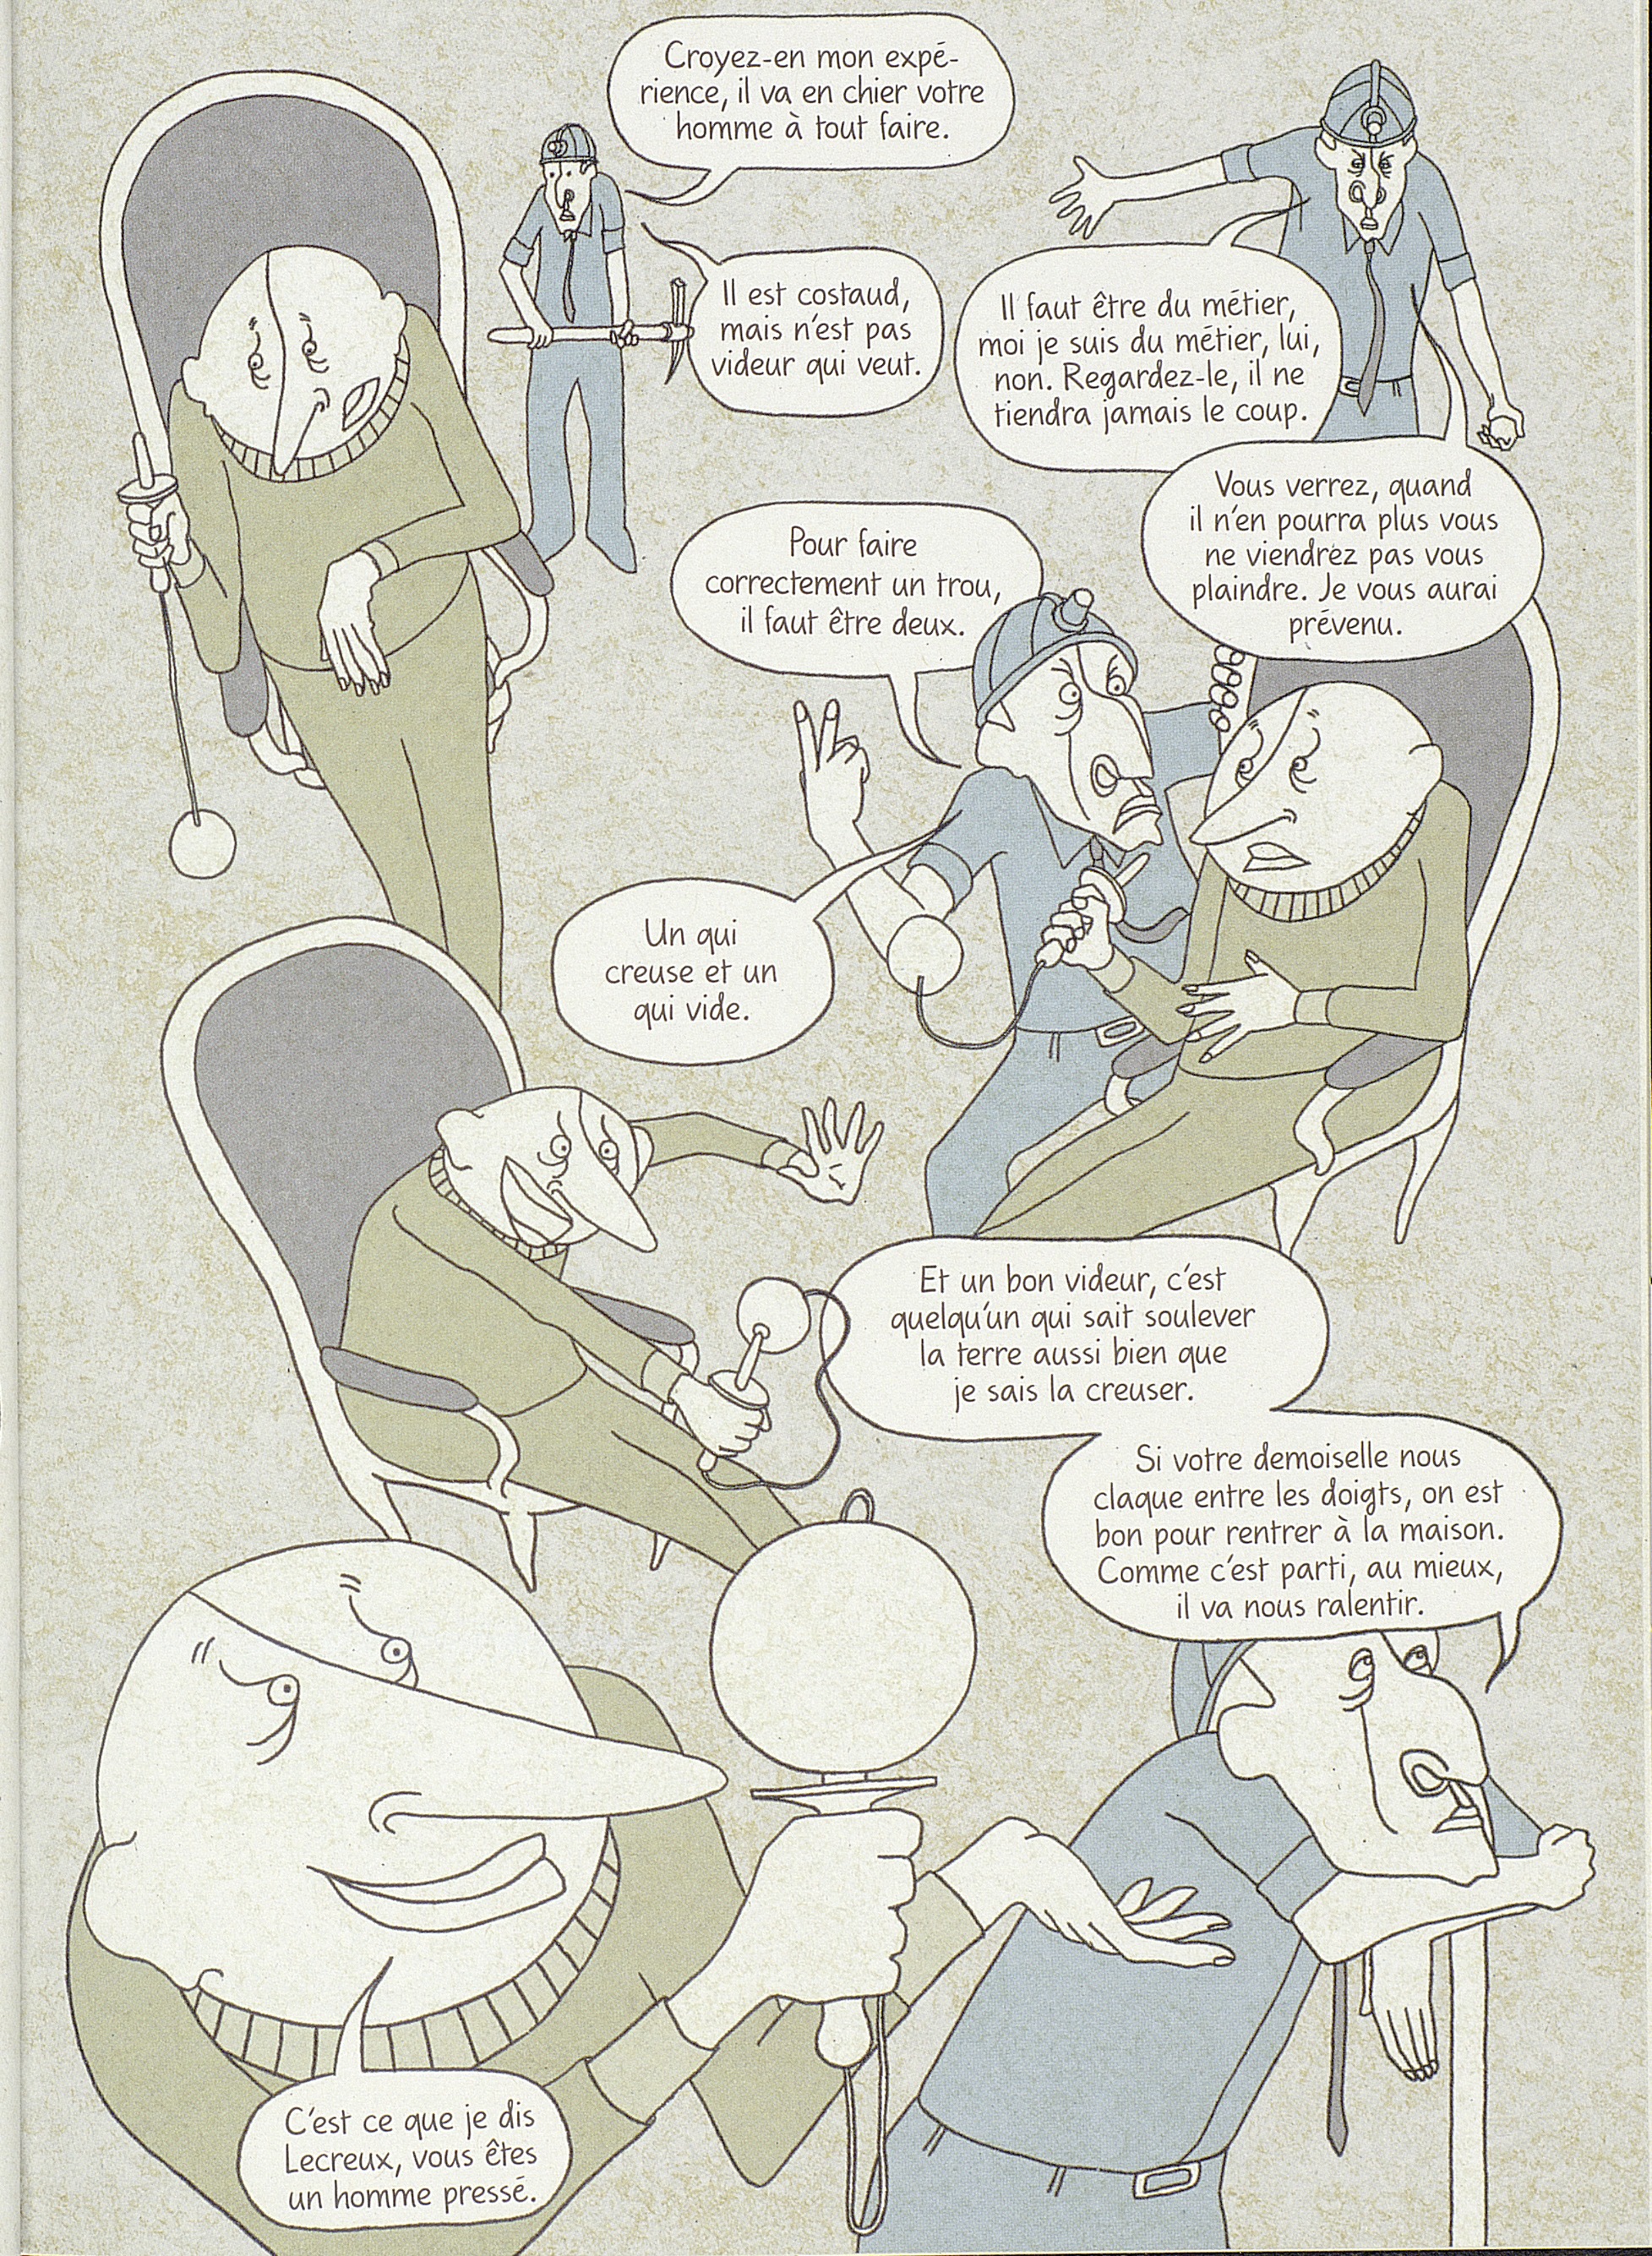 Croyez-en mon expé-
rience, il va en chier votre
homme à tout faire.
Il est costaud,
mais n'est pas
videur qui veut.
Il faut être du métier,
moi je suis du métier, lui,
non. Regardez-le, il ne
tiendra jamais le coup.
Vous verrez, quand
il n'en pourra plus vous
ne viendrez pas vous
plaindre. Je vous aurai
prévenu.
Pour faire
correctement un trou,
il faut être deux.
Un qui
creuse et un
qui vide.
Et un bon videur, c'est
quelqu'un qui sait soulever
la terre aussi bien que
je sais la creuser.
Si votre demoiselle nous
claque entre les doigts, on est
bon pour rentrer à la maison.
Comme c'est parti, au mieux,
il va nous ralentir.
C'est ce que je dis
Lecreux, vous êtes
un homme pressé.